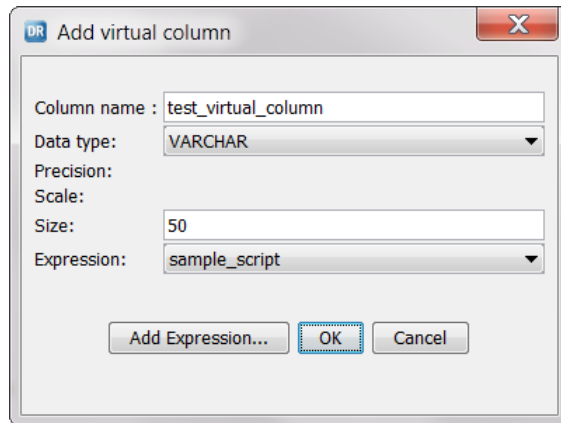 DR Add virtual column X
Column name : test_virtual_column
Data type: VARCHAR
Precision:
Scale:
Size: 50
Expression: sample_script
Add Expression... OK Cancel